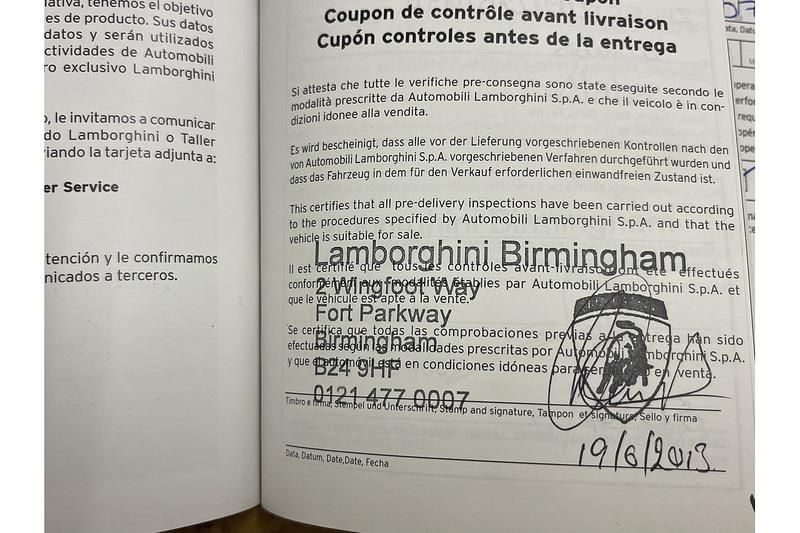 lativa, tenemos el objetivo
es de producto. Sus datos
datos y serán utilizados
ctividades de Automobili
ro exclusivo Lamborghini
o, le invitamos a comunicar
do Lamborghini o Taller
iando la tarjeta adjunta a:
er Service
tención y le confirmamos
nicados a terceros.
Coupon de contrôle avant livraison
Cupón controles antes de la entrega
Si attesta che tutte le verifiche pre-consegna sono state eseguite secondo le
modalità prescritte da Automobili Lamborghini S.p.A. e che il veicolo è in con-
dizioni idonee alla vendita.
Es wird bescheinigt, dass alle vor der Lieferung vorgeschriebenen Kontrollen nach den
von Automobili Lamborghini S.p.A. vorgeschriebenen Verfahren durchgeführt wurden und
dass das Fahrzeug in dem für den Verkauf erforderlichen einwandfreien Zustand ist.
This certifies that all pre-delivery inspections have been carried out according
to the procedures specified by Automobili Lamborghini S.p.A. and that the
vehicle is suitable for sale.
Lamborghini Birmingham
Il est certifié que tous les contrôles avant-livraison ont été effectués
conformément aux modalités établies par Automobili Lamborghini S.p.A. et
2 Wingfoot Way
que le véhicule est apte à la vente.
Fort Parkway
Se certifica que todas las comprobaciones previas a la entrega han sido
Birmingham
efectuadas según las modalidades prescritas por Automobili Lamborghini S.p.A.
B24 9HF
y que el automóvil está en condiciones idóneas para ser en venta.
0121 477 0007
Timbro e firma, Stempel und Unterschrift, Stamp and signature, Tampon et signature, Sello y firma
19/6/2013
Data, Datum, Date,Date, Fecha